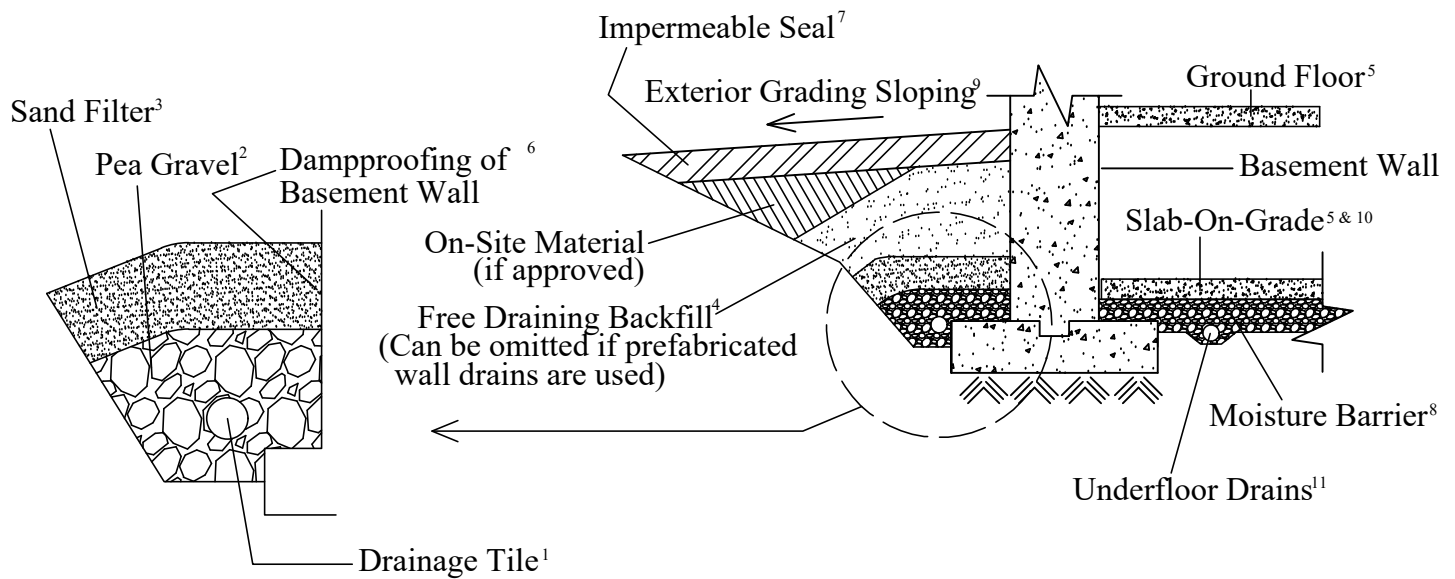 Impermeable Seal7
Exterior Grading Sloping9
Ground Floor5
Sand Filter3
Pea Gravel2
Dampproofing of 6
Basement Wall
Basement Wall
Slab-On-Grade5 & 10
On-Site Material
(if approved)
Free Draining Backfill4
(Can be omitted if prefabricated
wall drains are used)
Moisture Barrier8
Underfloor Drains11
Drainage Tile1